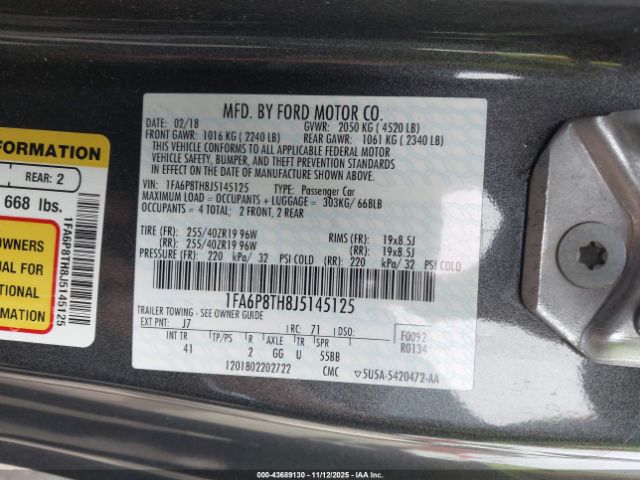 FORMATION
REAR: 2
668 lbs.
OWNERS
UAL FOR
TIONAL
1FA6P8TH8J5145125
MFD. BY FORD MOTOR CO.
DATE: 02/18 GVWR: 2050 KG ( 4520 LB)
FRONT GAWR: 1016 KG ( 2240 LB) REAR GAWR: 1061 KG ( 2340 LB)
THIS VEHICLE CONFORMS TO ALL APPLICABLE FEDERAL MOTOR
VEHICLE SAFETY, BUMPER, AND THEFT PREVENTION STANDARDS
IN EFFECT ON THE DATE OF MANUFACTURE SHOWN ABOVE.
VIN: 1FA6P8TH8J5145125 TYPE: Passenger Car
MAXIMUM LOAD = OCCUPANTS + LUGGAGE = 303KG/ 668LB
OCCUPANTS = 4 TOTAL; 2 FRONT, 2 REAR
TIRE (FR): 255/40ZR19 96W RIMS (FR): 19x8.5J
(RR): 255/40ZR19 96W (RR): 19x8.5J
PRESSURE (FR): 220 kPa/ 32 PSI COLD (RR): 220 kPa/ 32 PSI COLD
1FA6P8TH8J5145125
TRAILER TOWING - SEE OWNER GUIDE
EXT PNT: J7 RC: 71 DSO: F0092
INT TR TP/PS R AXLE TR SPR R0134
41 2 GG U 55BB
1201802202722 CMC 5U5A-5420472-AA
#00-43689130 - 11/12/2025 - IAAI.COM